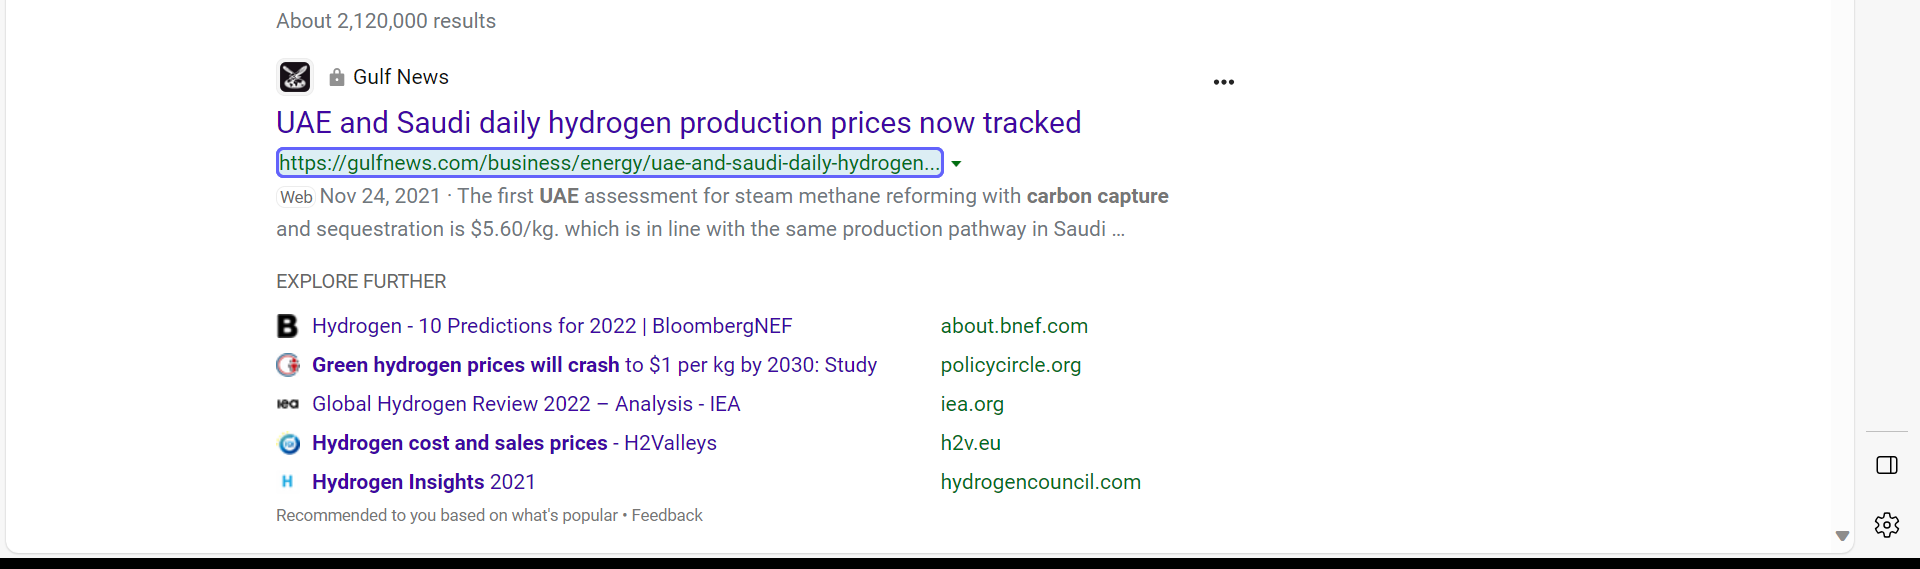 About 2,120,000 results
Gulf News
UAE and Saudi daily hydrogen production prices now tracked
https://gulfnews.com/business/energy/uae-and-saudi-daily-hydrogen...
Web Nov 24, 2021 · The first UAE assessment for steam methane reforming with carbon capture
and sequestration is $5.60/kg. which is in line with the same production pathway in Saudi ...
EXPLORE FURTHER
B Hydrogen - 10 Predictions for 2022 | BloombergNEF about.bnef.com
Green hydrogen prices will crash to $1 per kg by 2030: Study policycircle.org
iea Global Hydrogen Review 2022 – Analysis - IEA iea.org
Hydrogen cost and sales prices - H2Valleys h2v.eu
H Hydrogen Insights 2021 hydrogencouncil.com
Recommended to you based on what's popular • Feedback